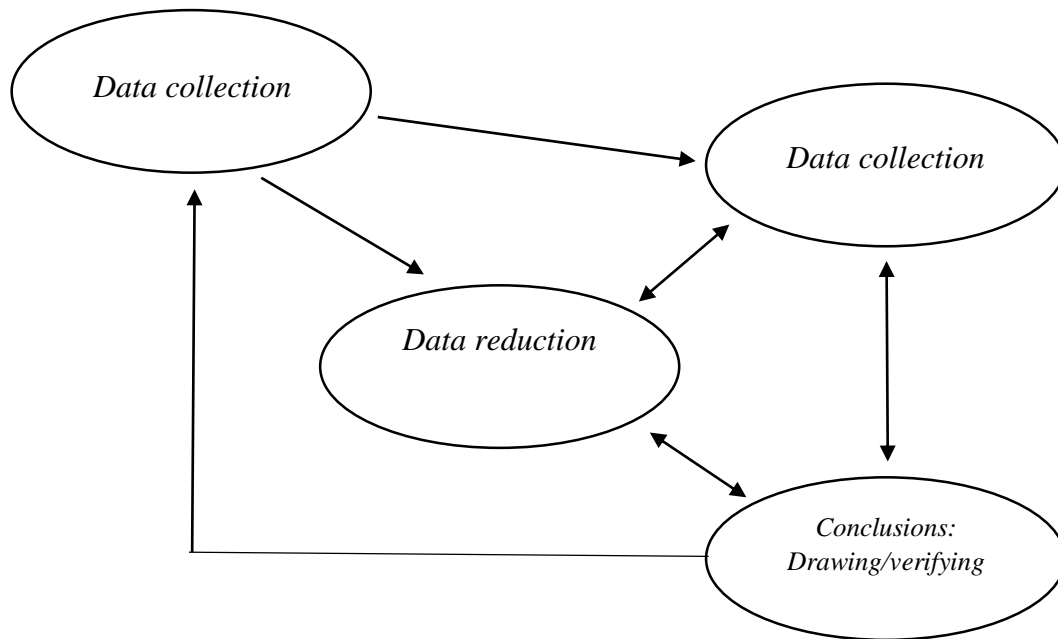 Data collection
Data collection
Data reduction
Conclusions:
Drawing/verifying